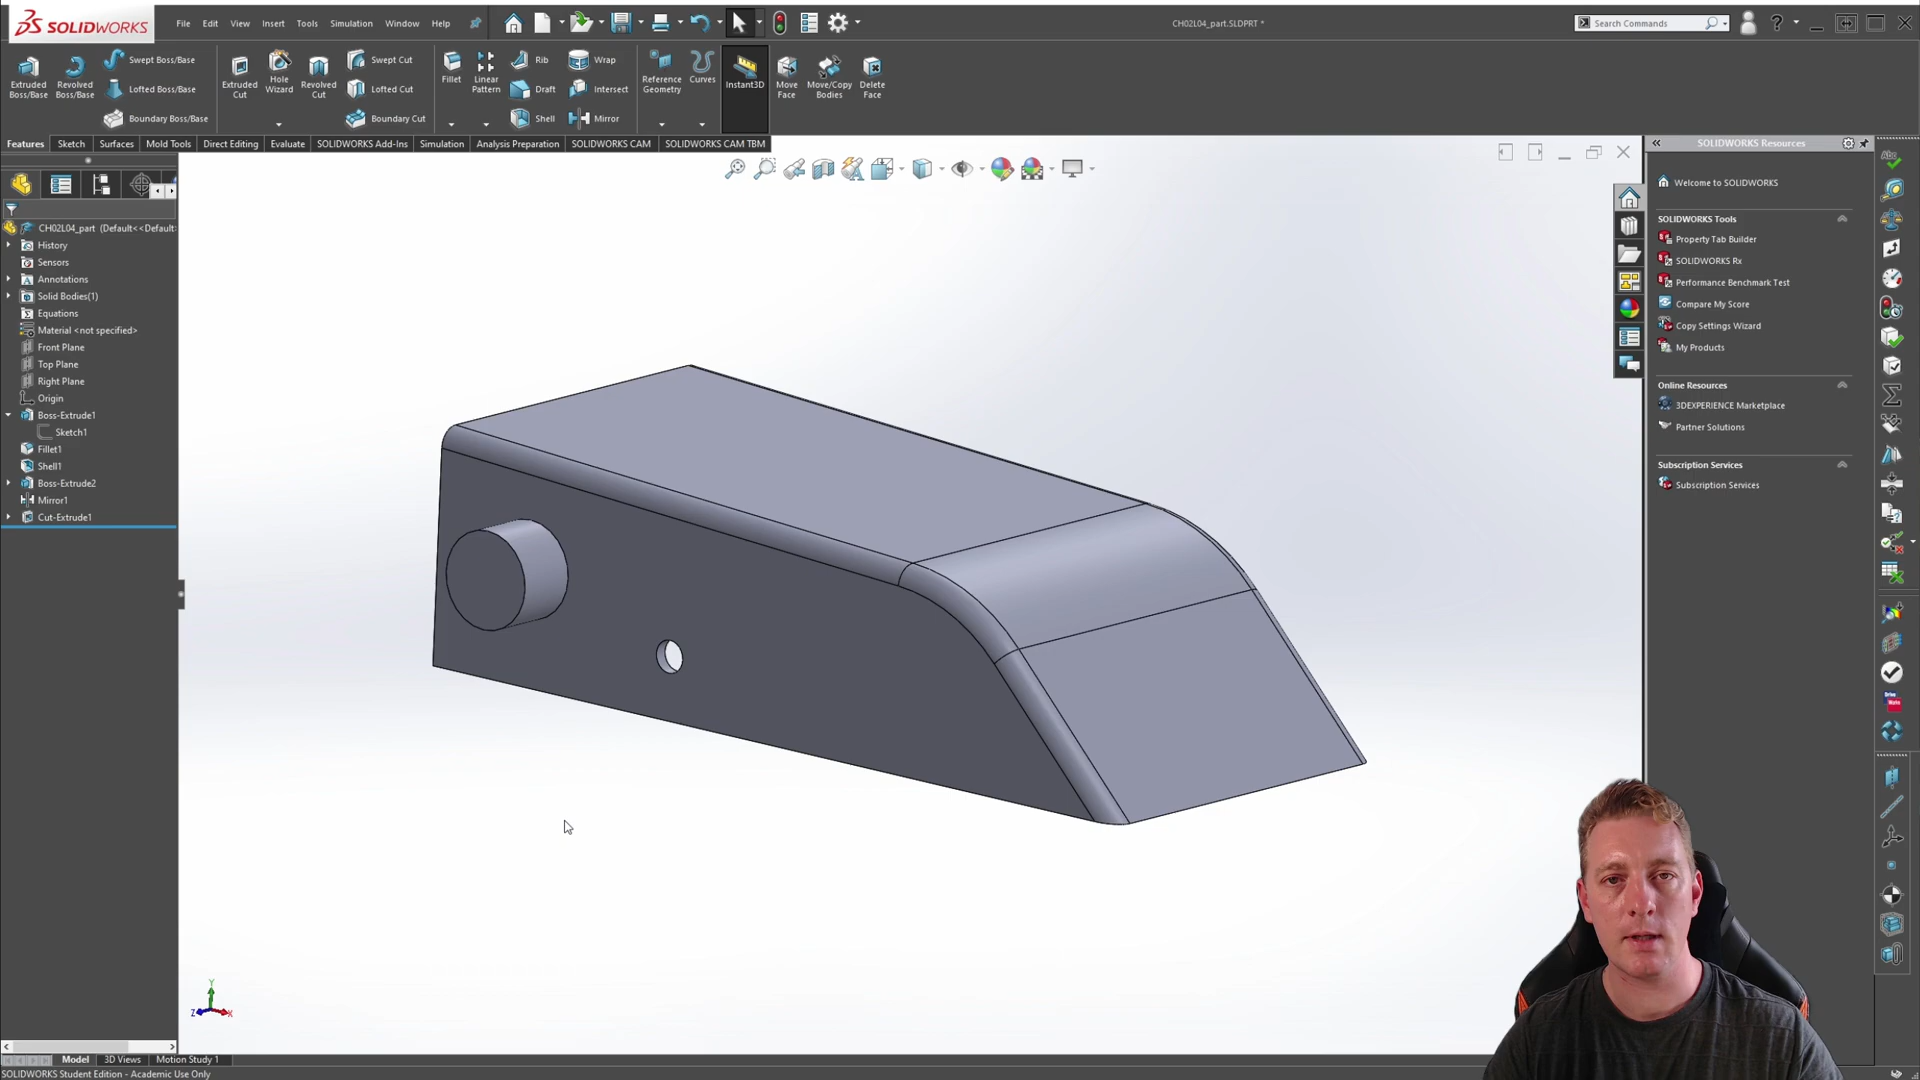 SOLIDWORKS File Edit View Insert Tools Simulation Window Help CH02L04_part.SLDPRT * Search Commands
Extruded Boss/Base
Revolved Boss/Base
Swept Boss/Base
Lofted Boss/Base
Boundary Boss/Base
Extruded Cut
Hole Wizard
Revolved Cut
Swept Cut
Lofted Cut
Boundary Cut
Fillet
Linear Pattern
Rib
Draft
Shell
Wrap
Intersect
Mirror
Reference Geometry
Curves
Instant3D
Move Face
Move/Copy Bodies
Delete Face
Features Sketch Surfaces Mold Tools Direct Editing Evaluate SOLIDWORKS Add-Ins Simulation Analysis Preparation SOLIDWORKS CAM SOLIDWORKS CAM TBM
CH02L04_part (Default<<Default
History
Sensors
Annotations
Solid Bodies(1)
Equations
Material <not specified>
Front Plane
Top Plane
Right Plane
Origin
Boss-Extrude1
Sketch1
Fillet1
Shell1
Boss-Extrude2
Mirror1
Cut-Extrude1
Y
Z
X
SOLIDWORKS Resources
Welcome to SOLIDWORKS
SOLIDWORKS Tools
Property Tab Builder
SOLIDWORKS Rx
Performance Benchmark Test
Compare My Score
Copy Settings Wizard
My Products
Online Resources
3DEXPERIENCE Marketplace
Partner Solutions
Subscription Services
Subscription Services
Model 3D Views Motion Study 1
SOLIDWORKS Student Edition - Academic Use Only